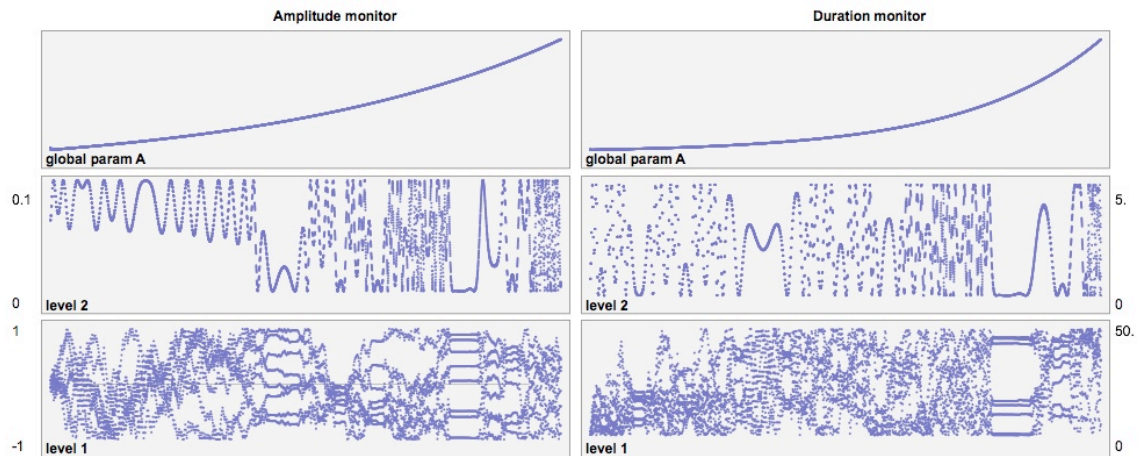 Amplitude monitor
Duration monitor
global param A
global param A
0.1
5.
0
level 2
level 2
0
1
50.
-1
level 1
level 1
0